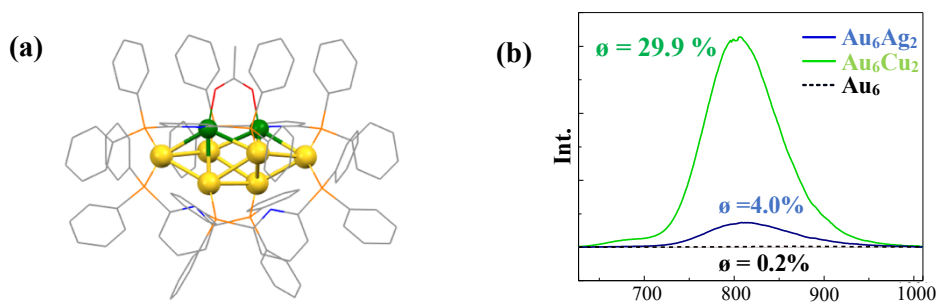 (a)
(b)
ø = 29.9 %
Au₆Ag₂
Au₆Cu₂
Au₆
Int.
ø =4.0%
ø = 0.2%
700 800 900 1000